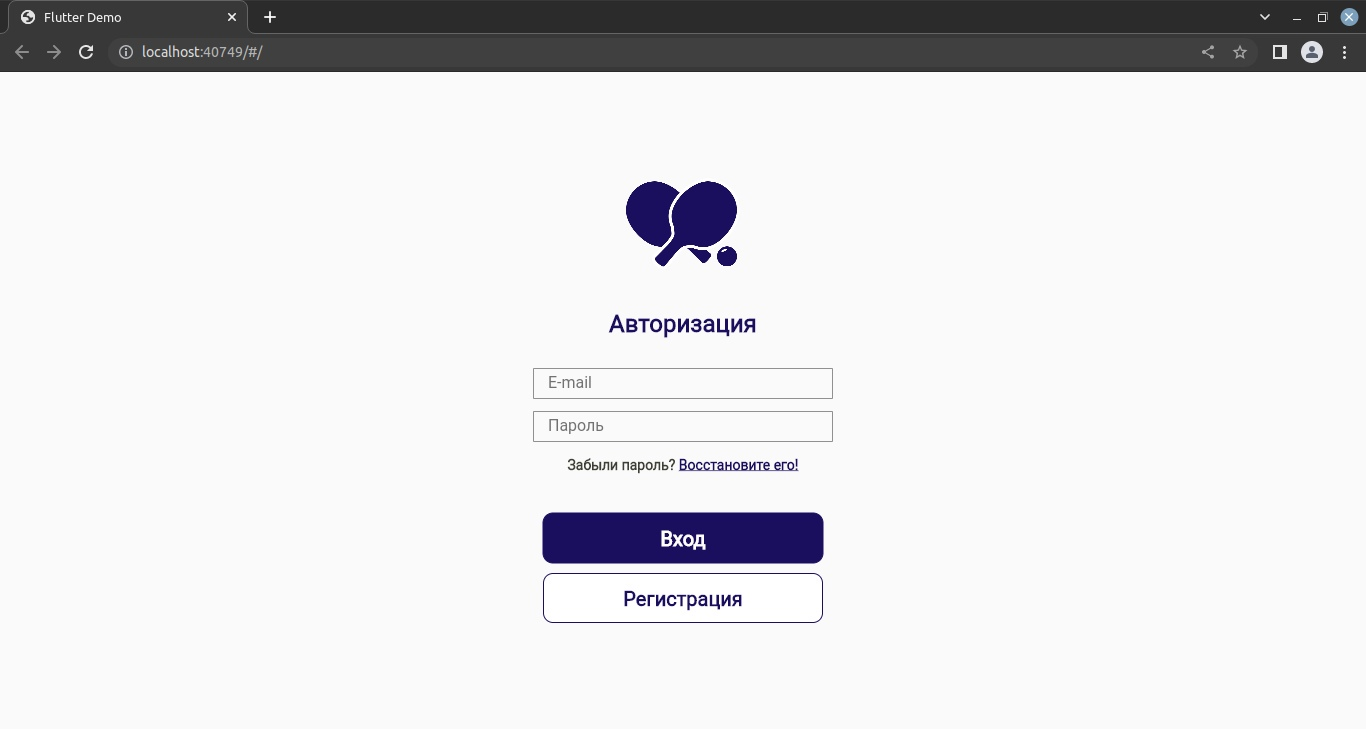 Flutter Demo
localhost:40749/#/
Авторизация
E-mail
Пароль
Забыли пароль? Восстановите его!
Вход
Регистрация